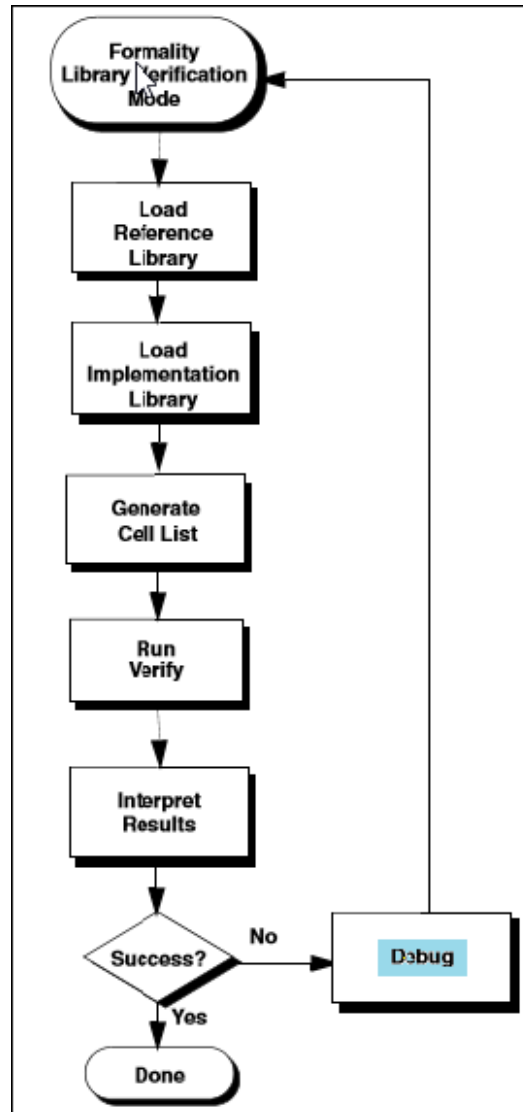 Formality
Library Verification
Mode
Load
Reference
Library
Load
Implementation
Library
Generate
Cell List
Run
Verify
Interpret
Results
Success?
No
Debug
Yes
Done